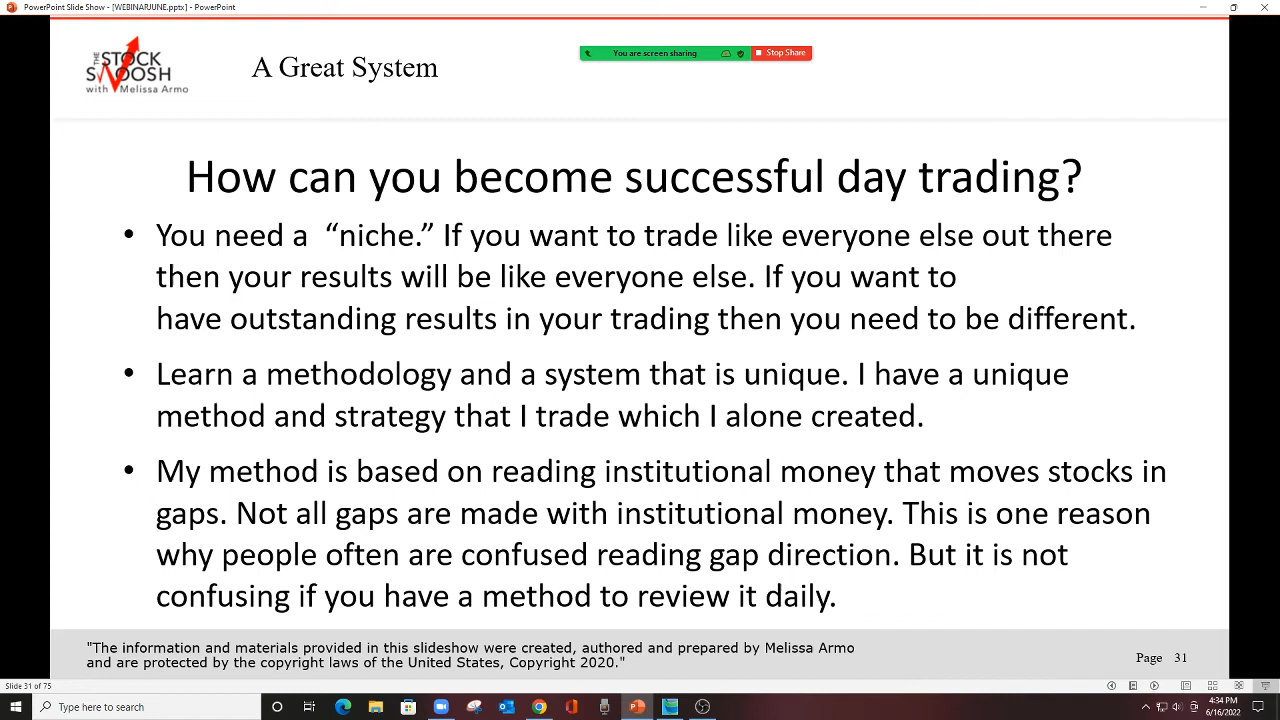 PowerPoint Slide Show - [WEBINARJUNE.pptx] - PowerPoint
You are screen sharing
Stop Share
THE
STOCK
SWOOSH
with Melissa Armo
A Great System
How can you become successful day trading?
• You need a  “niche.” If you want to trade like everyone else out there
then your results will be like everyone else. If you want to
have outstanding results in your trading then you need to be different.
• Learn a methodology and a system that is unique. I have a unique
method and strategy that I trade which I alone created.
• My method is based on reading institutional money that moves stocks in
gaps. Not all gaps are made with institutional money. This is one reason
why people often are confused reading gap direction. But it is not
confusing if you have a method to review it daily.
"The information and materials provided in this slideshow were created, authored and prepared by Melissa Armo
and are protected by the copyright laws of the United States, Copyright 2020."
Page 31
Slide 31 of 75
Type here to search
4:34 PM
6/16/2022